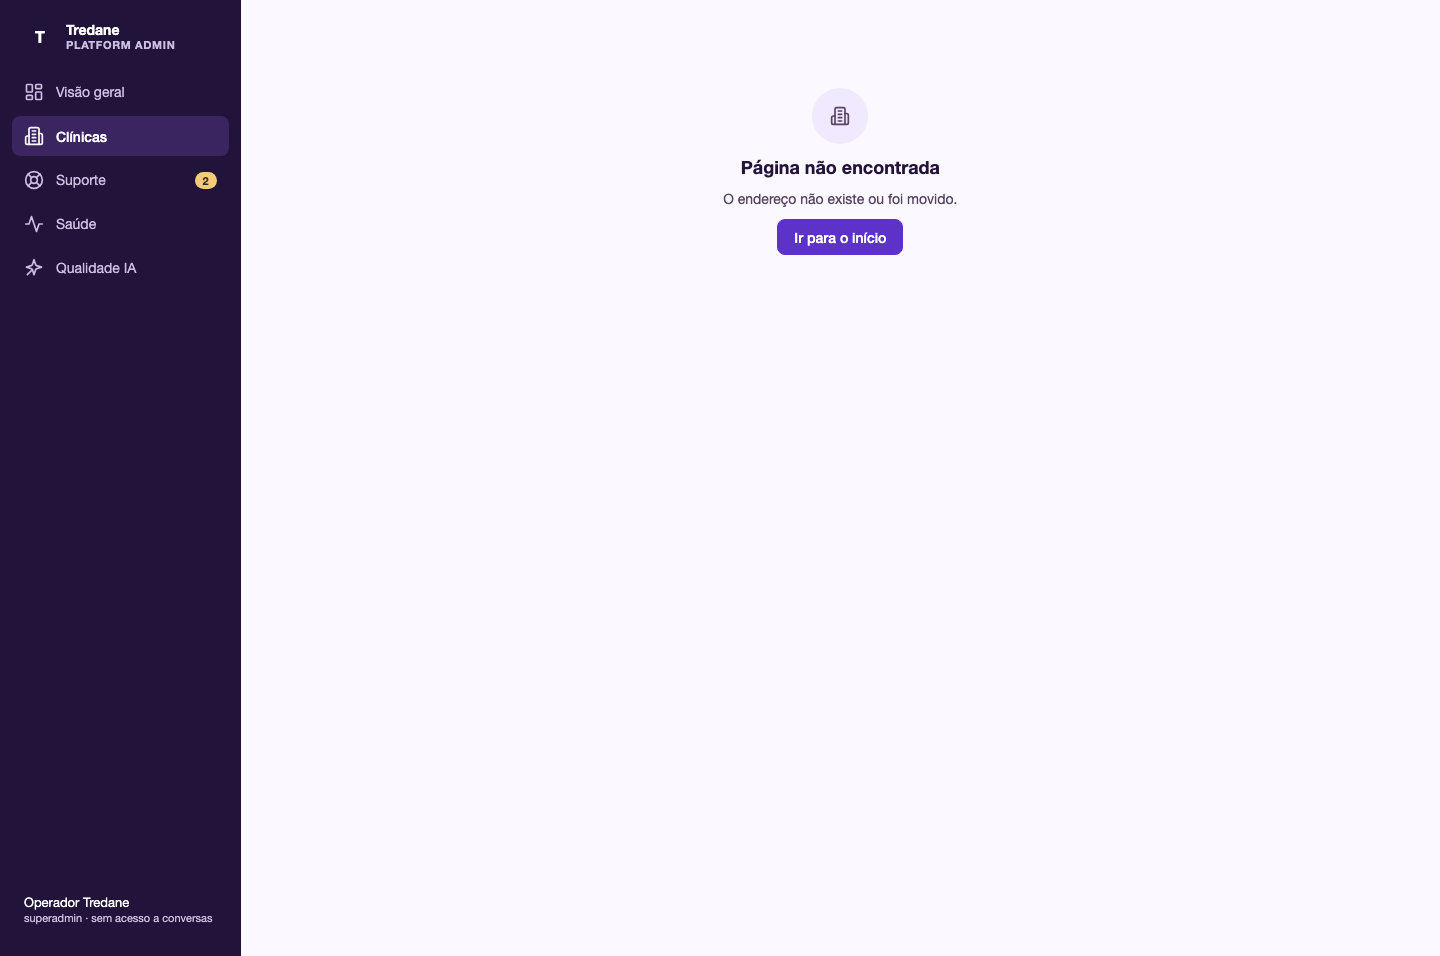 T
Tredane
PLATFORM ADMIN
Visão geral
Clínicas
Suporte
2
Saúde
Qualidade IA
Operador Tredane
superadmin · sem acesso a conversas
Página não encontrada
O endereço não existe ou foi movido.
Ir para o início